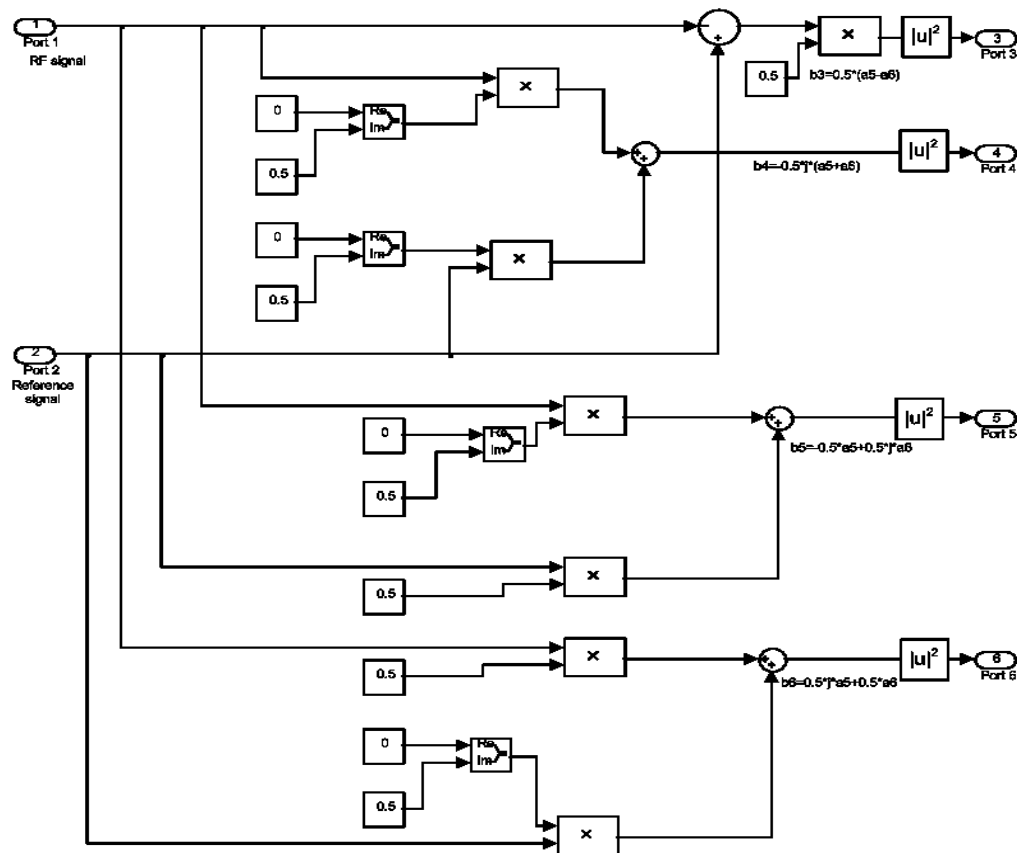 1
Port 1
RF signal
−
+
×
0.5
b3=0.5*(a5-a6)
|u|²
3
Port 3
0
0.5
Re
Im
×
+
+
b4=-0.5*j*(a5+a6)
|u|²
4
Port 4
0
0.5
Re
Im
×
2
Port 2
Reference
signal
0
0.5
Re
Im
×
+
+
b5=-0.5*a5+0.5*j*a6
|u|²
5
Port 5
0.5
×
0.5
×
+
+
b6=0.5*j*a5+0.5*a6
|u|²
6
Port 6
0
0.5
Re
Im
×